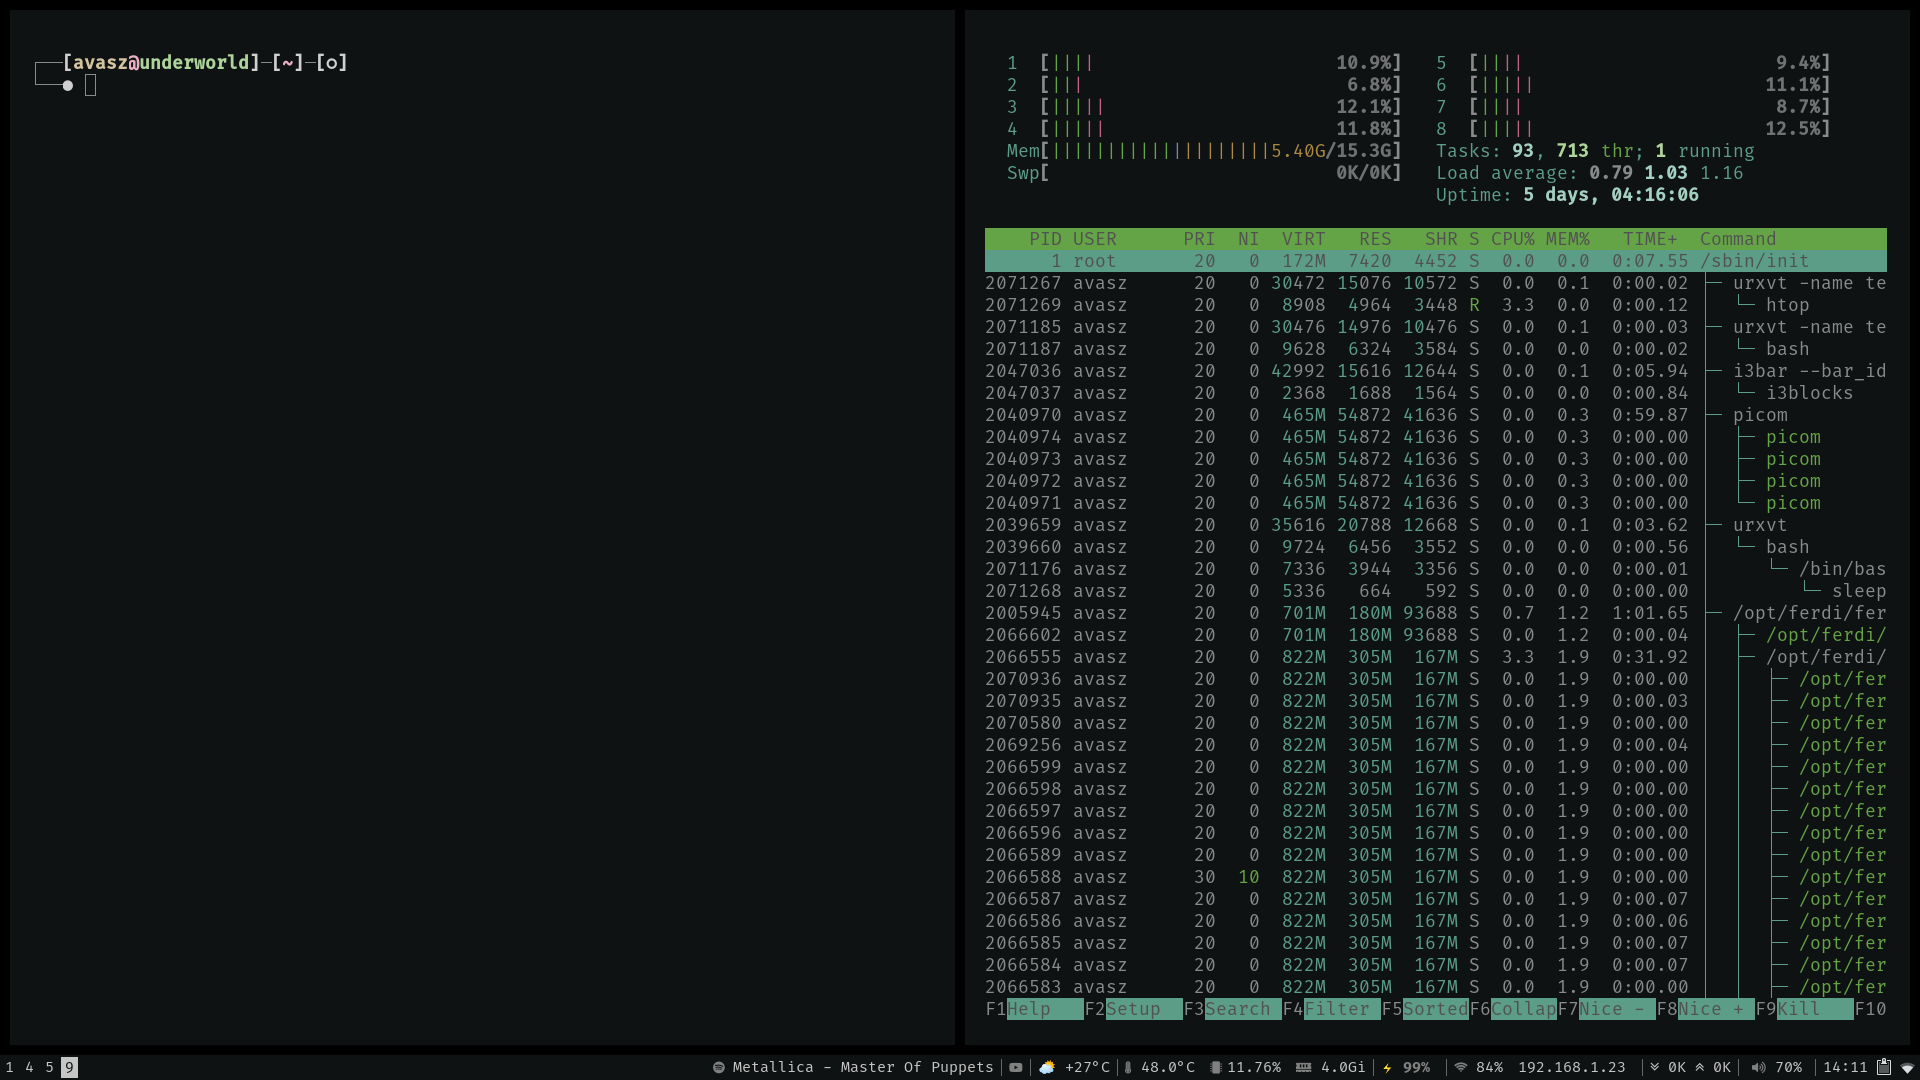 [avasz@underworld]-[~]-[o]
1 [|||| 10.9%] 5 [|||| 9.4%]
2 [||| 6.8%] 6 [||||| 11.1%]
3 [||||| 12.1%] 7 [|||| 8.7%]
4 [||||| 11.8%] 8 [||||| 12.5%]
Mem[||||||||||||||||||||5.40G/15.3G] Tasks: 93, 713 thr; 1 running
Swp[ 0K/0K] Load average: 0.79 1.03 1.16
Uptime: 5 days, 04:16:06
PID USER PRI NI VIRT RES SHR S CPU% MEM% TIME+ Command
1 root 20 0 172M 7420 4452 S 0.0 0.0 0:07.55 /sbin/init
2071267 avasz 20 0 30472 15076 10572 S 0.0 0.1 0:00.02 ├─ urxvt -name te
2071269 avasz 20 0 8908 4964 3448 R 3.3 0.0 0:00.12 │ └─ htop
2071185 avasz 20 0 30476 14976 10476 S 0.0 0.1 0:00.03 ├─ urxvt -name te
2071187 avasz 20 0 9628 6324 3584 S 0.0 0.0 0:00.02 │ └─ bash
2047036 avasz 20 0 42992 15616 12644 S 0.0 0.1 0:05.94 ├─ i3bar --bar_id
2047037 avasz 20 0 2368 1688 1564 S 0.0 0.0 0:00.84 │ └─ i3blocks
2040970 avasz 20 0 465M 54872 41636 S 0.0 0.3 0:59.87 ├─ picom
2040974 avasz 20 0 465M 54872 41636 S 0.0 0.3 0:00.00 │ ├─ picom
2040973 avasz 20 0 465M 54872 41636 S 0.0 0.3 0:00.00 │ ├─ picom
2040972 avasz 20 0 465M 54872 41636 S 0.0 0.3 0:00.00 │ ├─ picom
2040971 avasz 20 0 465M 54872 41636 S 0.0 0.3 0:00.00 │ └─ picom
2039659 avasz 20 0 35616 20788 12668 S 0.0 0.1 0:03.62 ├─ urxvt
2039660 avasz 20 0 9724 6456 3552 S 0.0 0.0 0:00.56 │ └─ bash
2071176 avasz 20 0 7336 3944 3356 S 0.0 0.0 0:00.01 │ └─ /bin/bas
2071268 avasz 20 0 5336 664 592 S 0.0 0.0 0:00.00 │ └─ sleep
2005945 avasz 20 0 701M 180M 93688 S 0.7 1.2 1:01.65 ├─ /opt/ferdi/fer
2066602 avasz 20 0 701M 180M 93688 S 0.0 1.2 0:00.04 │ ├─ /opt/ferdi/
2066555 avasz 20 0 822M 305M 167M S 3.3 1.9 0:31.92 │ ├─ /opt/ferdi/
2070936 avasz 20 0 822M 305M 167M S 0.0 1.9 0:00.00 │ │ ├─ /opt/fer
2070935 avasz 20 0 822M 305M 167M S 0.0 1.9 0:00.03 │ │ ├─ /opt/fer
2070580 avasz 20 0 822M 305M 167M S 0.0 1.9 0:00.00 │ │ ├─ /opt/fer
2069256 avasz 20 0 822M 305M 167M S 0.0 1.9 0:00.04 │ │ ├─ /opt/fer
2066599 avasz 20 0 822M 305M 167M S 0.0 1.9 0:00.00 │ │ ├─ /opt/fer
2066598 avasz 20 0 822M 305M 167M S 0.0 1.9 0:00.00 │ │ ├─ /opt/fer
2066597 avasz 20 0 822M 305M 167M S 0.0 1.9 0:00.00 │ │ ├─ /opt/fer
2066596 avasz 20 0 822M 305M 167M S 0.0 1.9 0:00.00 │ │ ├─ /opt/fer
2066589 avasz 20 0 822M 305M 167M S 0.0 1.9 0:00.00 │ │ ├─ /opt/fer
2066588 avasz 30 10 822M 305M 167M S 0.0 1.9 0:00.00 │ │ ├─ /opt/fer
2066587 avasz 20 0 822M 305M 167M S 0.0 1.9 0:00.07 │ │ ├─ /opt/fer
2066586 avasz 20 0 822M 305M 167M S 0.0 1.9 0:00.06 │ │ ├─ /opt/fer
2066585 avasz 20 0 822M 305M 167M S 0.0 1.9 0:00.07 │ │ ├─ /opt/fer
2066584 avasz 20 0 822M 305M 167M S 0.0 1.9 0:00.07 │ │ ├─ /opt/fer
2066583 avasz 20 0 822M 305M 167M S 0.0 1.9 0:00.00 │ │ ├─ /opt/fer
F1Help F2Setup F3Search F4Filter F5Sorted F6Collap F7Nice - F8Nice + F9Kill F10
1 4 5 9 Metallica - Master Of Puppets | | +27°C | 48.0°C | 11.76% 4.0Gi | 99% | 84% 192.168.1.23 | 0K 0K | 70% | 14:11